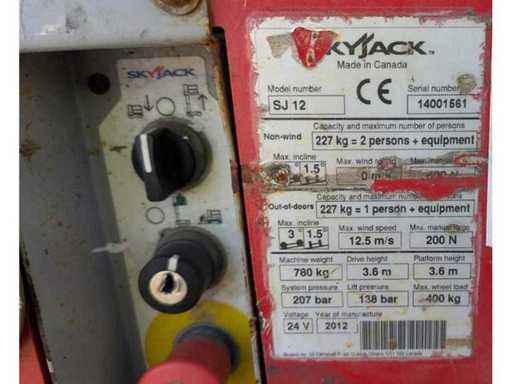 SKYJACK
SKYJACK
Made in Canada
Model number
Serial number
SJ 12
CE
14001561
Non-wind
Capacity and maximum number of persons
227 kg = 2 persons + equipment
Max. incline
Max. wind
1.5°
0 m/s
Capacity and maximum number of persons
Out-of-doors
227 kg = 1 person + equipment
Max. incline
Max. wind speed
Max. manual
3° 1.5°
12.5 m/s
200 N
Machine weight
Drive height
Platform height
780 kg
3.6 m
3.6 m
System pressure
Lift pressure
Max. wheel load
207 bar
138 bar
400 kg
Voltage
Year of manufacture
24 V
2012